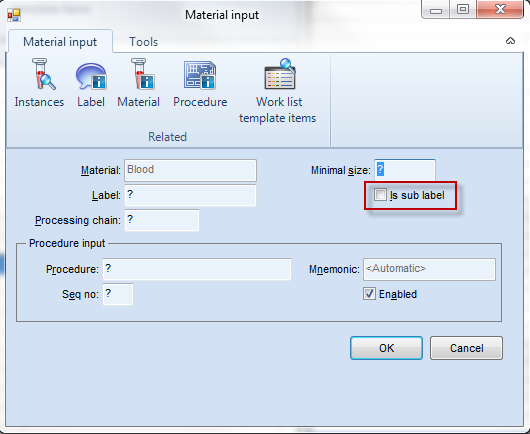 Material input
Material input Tools
Instances Label Material Procedure Work list
template items
Related
Material: Blood Minimal size: ?
Label: ? Is sub label
Processing chain: ?
Procedure input
Procedure: ? Mnemonic: <Automatic>
Seq no: ? Enabled
OK Cancel